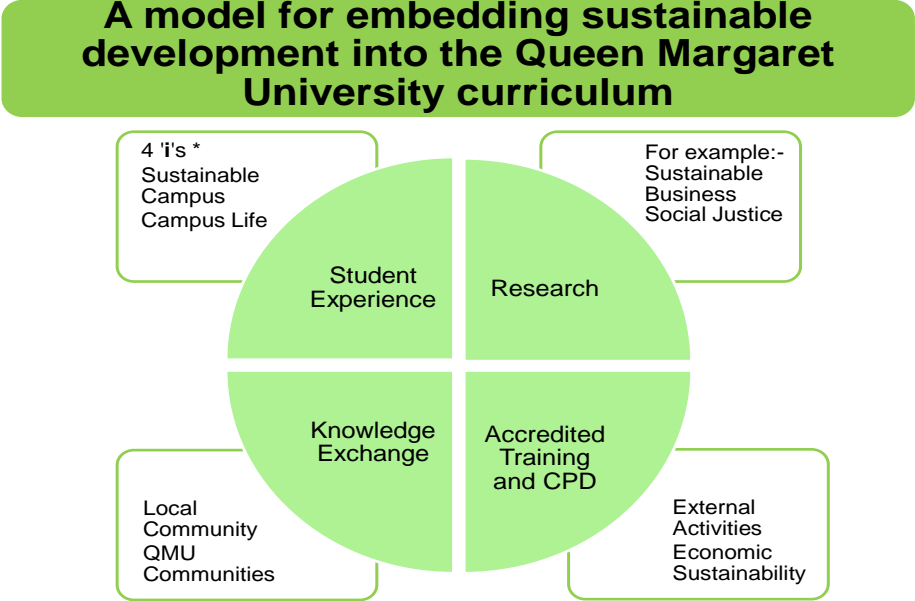 A model for embedding sustainable
development into the Queen Margaret
University curriculum
4 'i's *
Sustainable
Campus
Campus Life
For example:-
Sustainable
Business
Social Justice
Student
Experience
Research
Knowledge
Exchange
Accredited
Training
and CPD
Local
Community
QMU
Communities
External
Activities
Economic
Sustainability